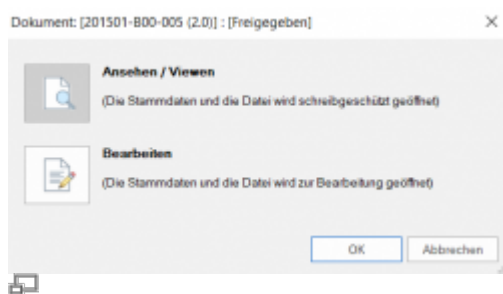 Dokument: [201501-B00-005 (2.0)] : [Freigegeben]
Ansehen / Viewen
(Die Stammdaten und die Datei wird schreibgeschützt geöffnet)
Bearbeiten
(Die Stammdaten und die Datei wird zur Bearbeitung geöffnet)
OK Abbrechen